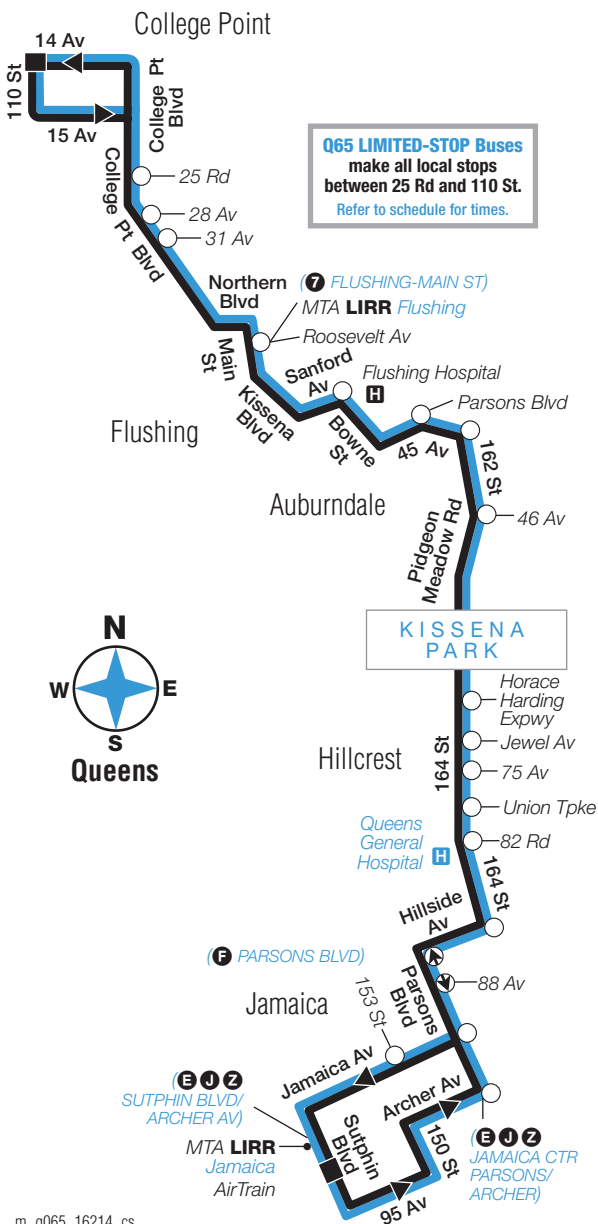 College Point
14 Av
110 St
15 Av
College Pt
Blvd
Q65 LIMITED-STOP Buses
make all local stops
between 25 Rd and 110 St.
Refer to schedule for times.
25 Rd
28 Av
31 Av
College
Pt Blvd
Northern
Blvd
(7 FLUSHING-MAIN ST)
MTA LIRR Flushing
Roosevelt Av
Main
St
Kissena
Blvd
Sanford
Av
Flushing Hospital
H
Parsons Blvd
Flushing
Bowne
St
45 Av
162 St
Auburndale
46 Av
Pidgeon
Meadow Rd
KISSENA
PARK
N
W
E
S
Queens
Horace
Harding
Expwy
Jewel Av
Hillcrest
164 St
75 Av
Union Tpke
Queens
General
Hospital
H
82 Rd
164 St
Hillside
Av
(F PARSONS BLVD)
Parsons
Blvd
88 Av
Jamaica
153 St
Jamaica Av
(E J Z
SUTPHIN BLVD/
ARCHER AV)
Archer Av
MTA LIRR
Jamaica
AirTrain
Sutphin
Blvd
150 St
(E J Z
JAMAICA CTR
PARSONS/
ARCHER)
95 Av
m_q065_16214_cs